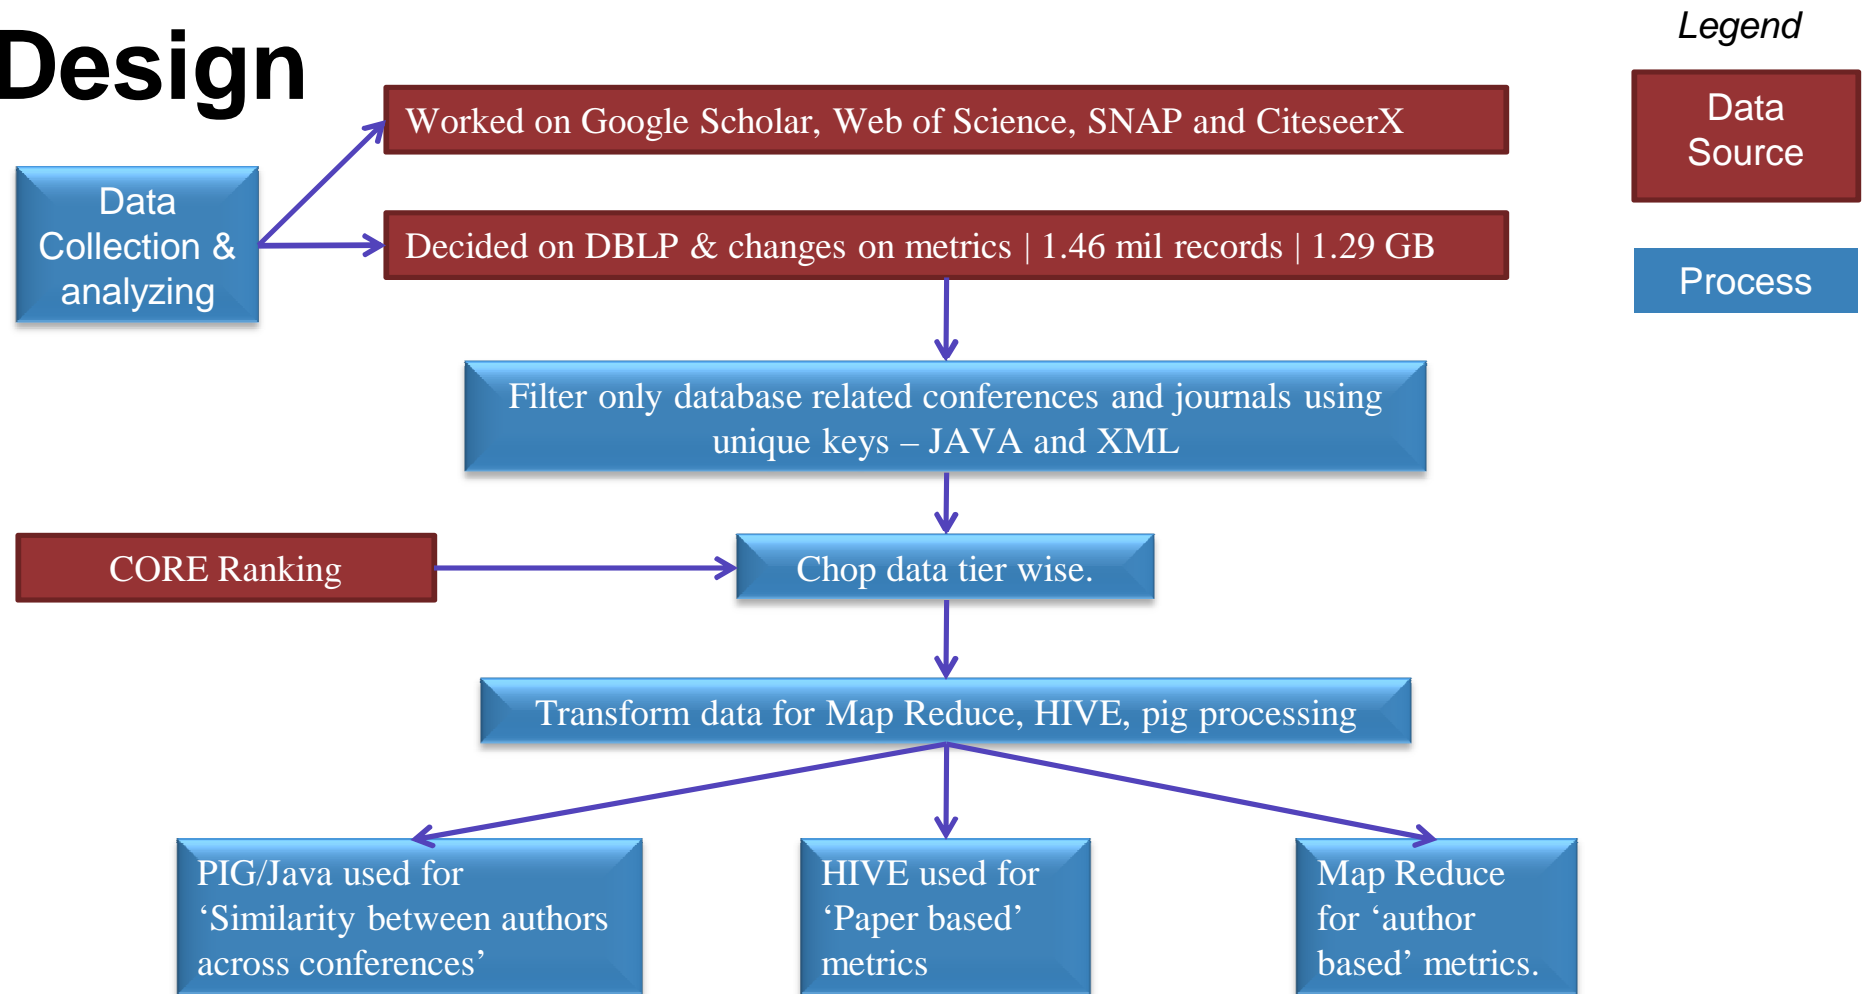 Design
Legend
Data
Source
Process
Worked on Google Scholar, Web of Science, SNAP and CiteseerX
Data
Collection &
analyzing
Decided on DBLP & changes on metrics | 1.46 mil records | 1.29 GB
Filter only database related conferences and journals using
unique keys – JAVA and XML
CORE Ranking
Chop data tier wise.
Transform data for Map Reduce, HIVE, pig processing
PIG/Java used for
‘Similarity between authors
across conferences’
HIVE used for
‘Paper based’
metrics
Map Reduce
for ‘author
based’ metrics.